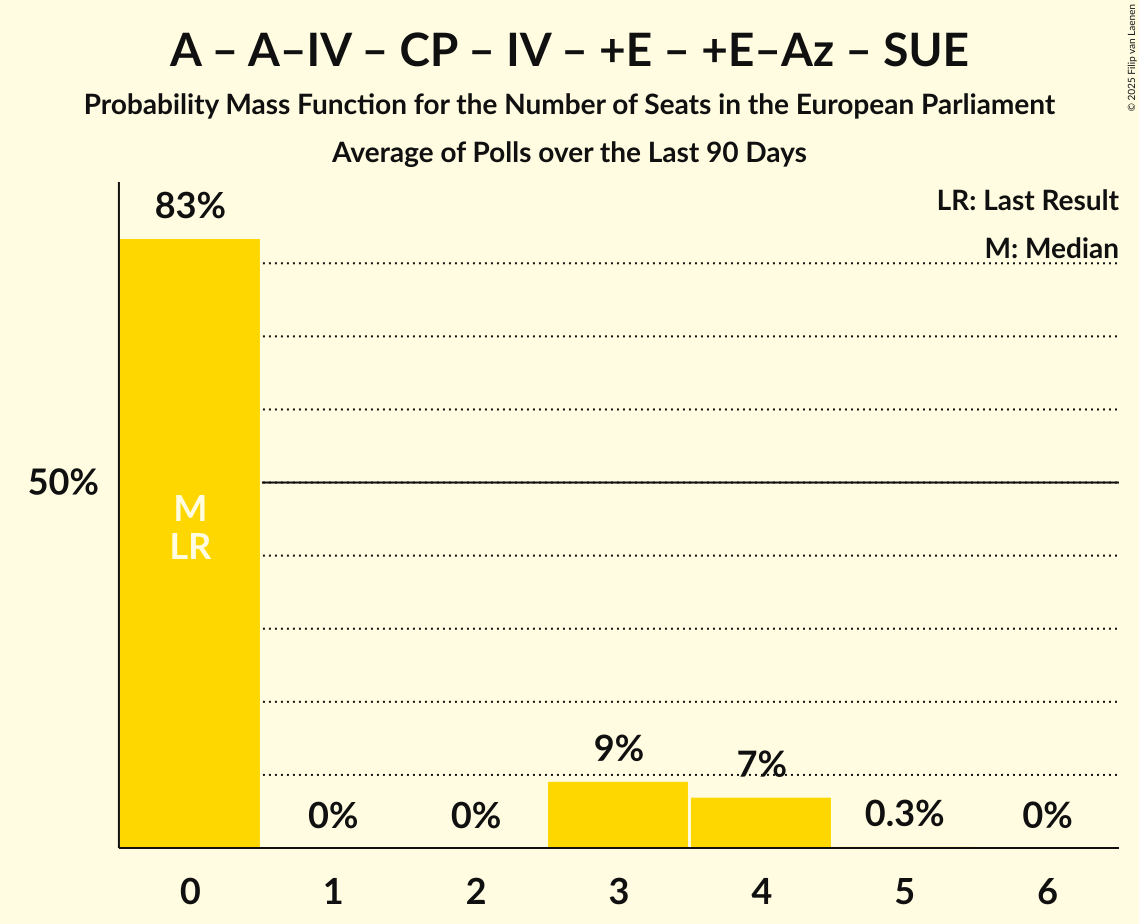 A – A–IV – CP – IV – +E – +E–Az – SUE
Probability Mass Function for the Number of Seats in the European Parliament
Average of Polls over the Last 90 Days
© 2025 Filip van Laenen
LR: Last Result
M: Median
83%
50%
M
LR
9%
7%
0%
0%
0.3%
0%
0 1 2 3 4 5 6